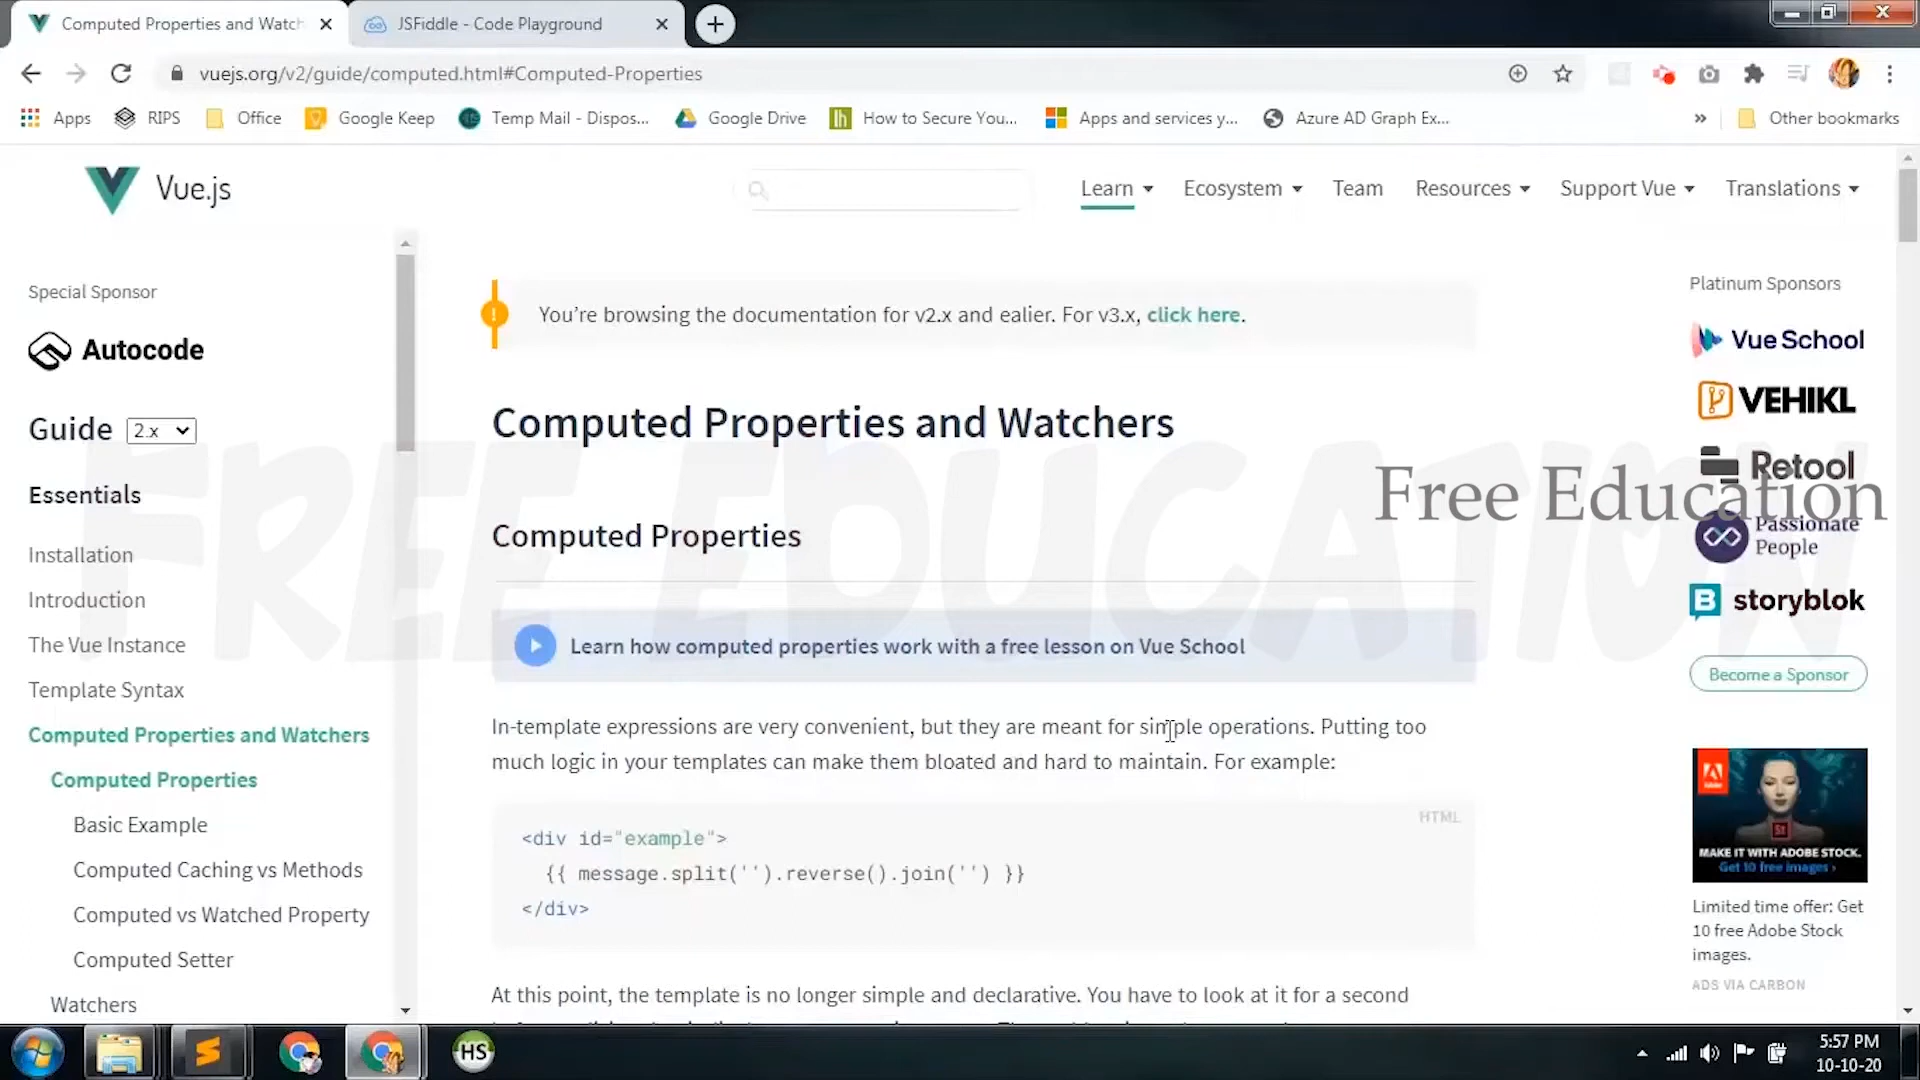 Computed Properties and Watch
JSFiddle - Code Playground
vuejs.org/v2/guide/computed.html#Computed-Properties
Apps
RIPS
Office
Google Keep
Temp Mail - Dispos...
Google Drive
How to Secure You...
Apps and services y...
Azure AD Graph Ex...
Other bookmarks
Vue.js
Learn
Ecosystem
Team
Resources
Support Vue
Translations
Special Sponsor
Autocode
Guide 2.x
Essentials
Installation
Introduction
The Vue Instance
Template Syntax
Computed Properties and Watchers
Computed Properties
Basic Example
Computed Caching vs Methods
Computed vs Watched Property
Computed Setter
Watchers
You're browsing the documentation for v2.x and ealier. For v3.x, click here.
Computed Properties and Watchers
Computed Properties
Learn how computed properties work with a free lesson on Vue School
In-template expressions are very convenient, but they are meant for simple operations. Putting too
much logic in your templates can make them bloated and hard to maintain. For example:
HTML
<div id="example">
{{ message.split('').reverse().join('') }}
</div>
At this point, the template is no longer simple and declarative. You have to look at it for a second
Platinum Sponsors
Vue School
VEHIKL
Retool
Passionate
People
storyblok
Become a Sponsor
St
MAKE IT WITH ADOBE STOCK.
Get 10 free images ›
Limited time offer: Get
10 free Adobe Stock
images.
ADS VIA CARBON
FREE EDUCATION
Free Education
HS
5:57 PM
10-10-20